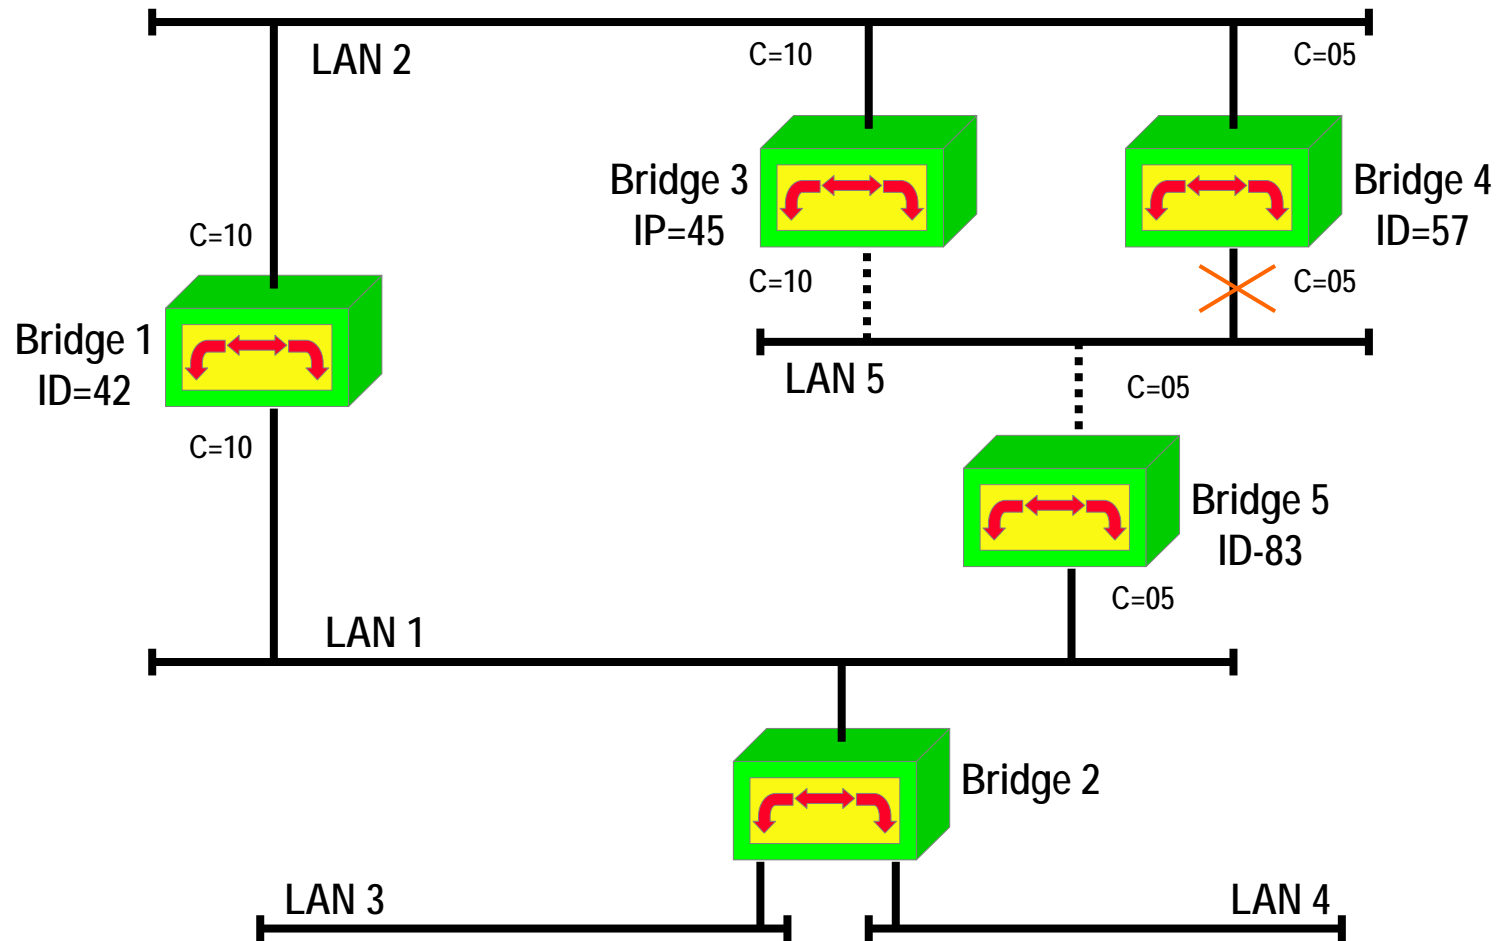 LAN 2
C=10
C=05
Bridge 3
IP=45
Bridge 4
ID=57
C=10
C=10
C=05
Bridge 1
ID=42
LAN 5
C=05
C=10
Bridge 5
ID-83
C=05
LAN 1
Bridge 2
LAN 3
LAN 4